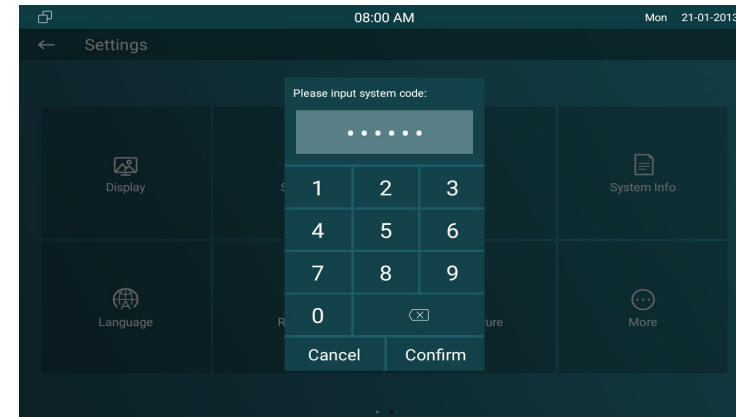 08:00 AM
Mon 21-01-2013
Settings
Please input system code:
Display
System Info
1 2 3
4 5 6
7 8 9
0
Language
ure
More
Cancel Confirm